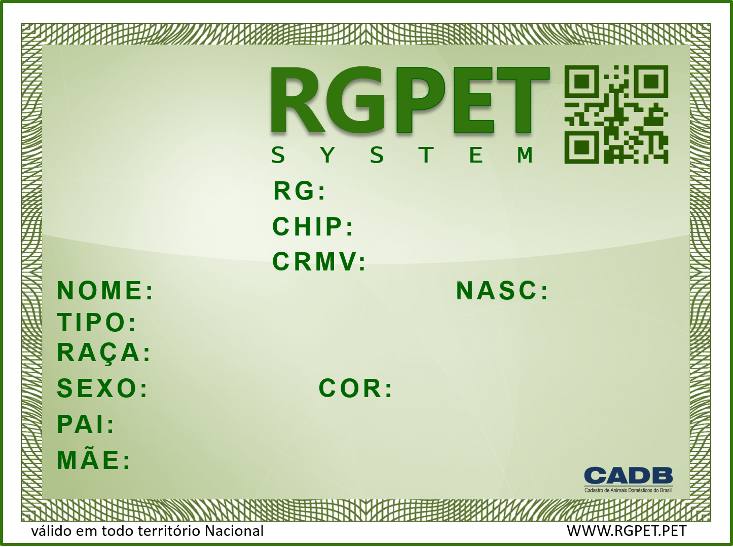 RGPET
SYSTEM
RG:
CHIP:
CRMV:
NOME: NASC:
TIPO:
RAÇA:
SEXO: COR:
PAI:
MÃE:
CADB
Cadastro de Animais Domésticos do Brasil
válido em todo território Nacional WWW.RGPET.PET